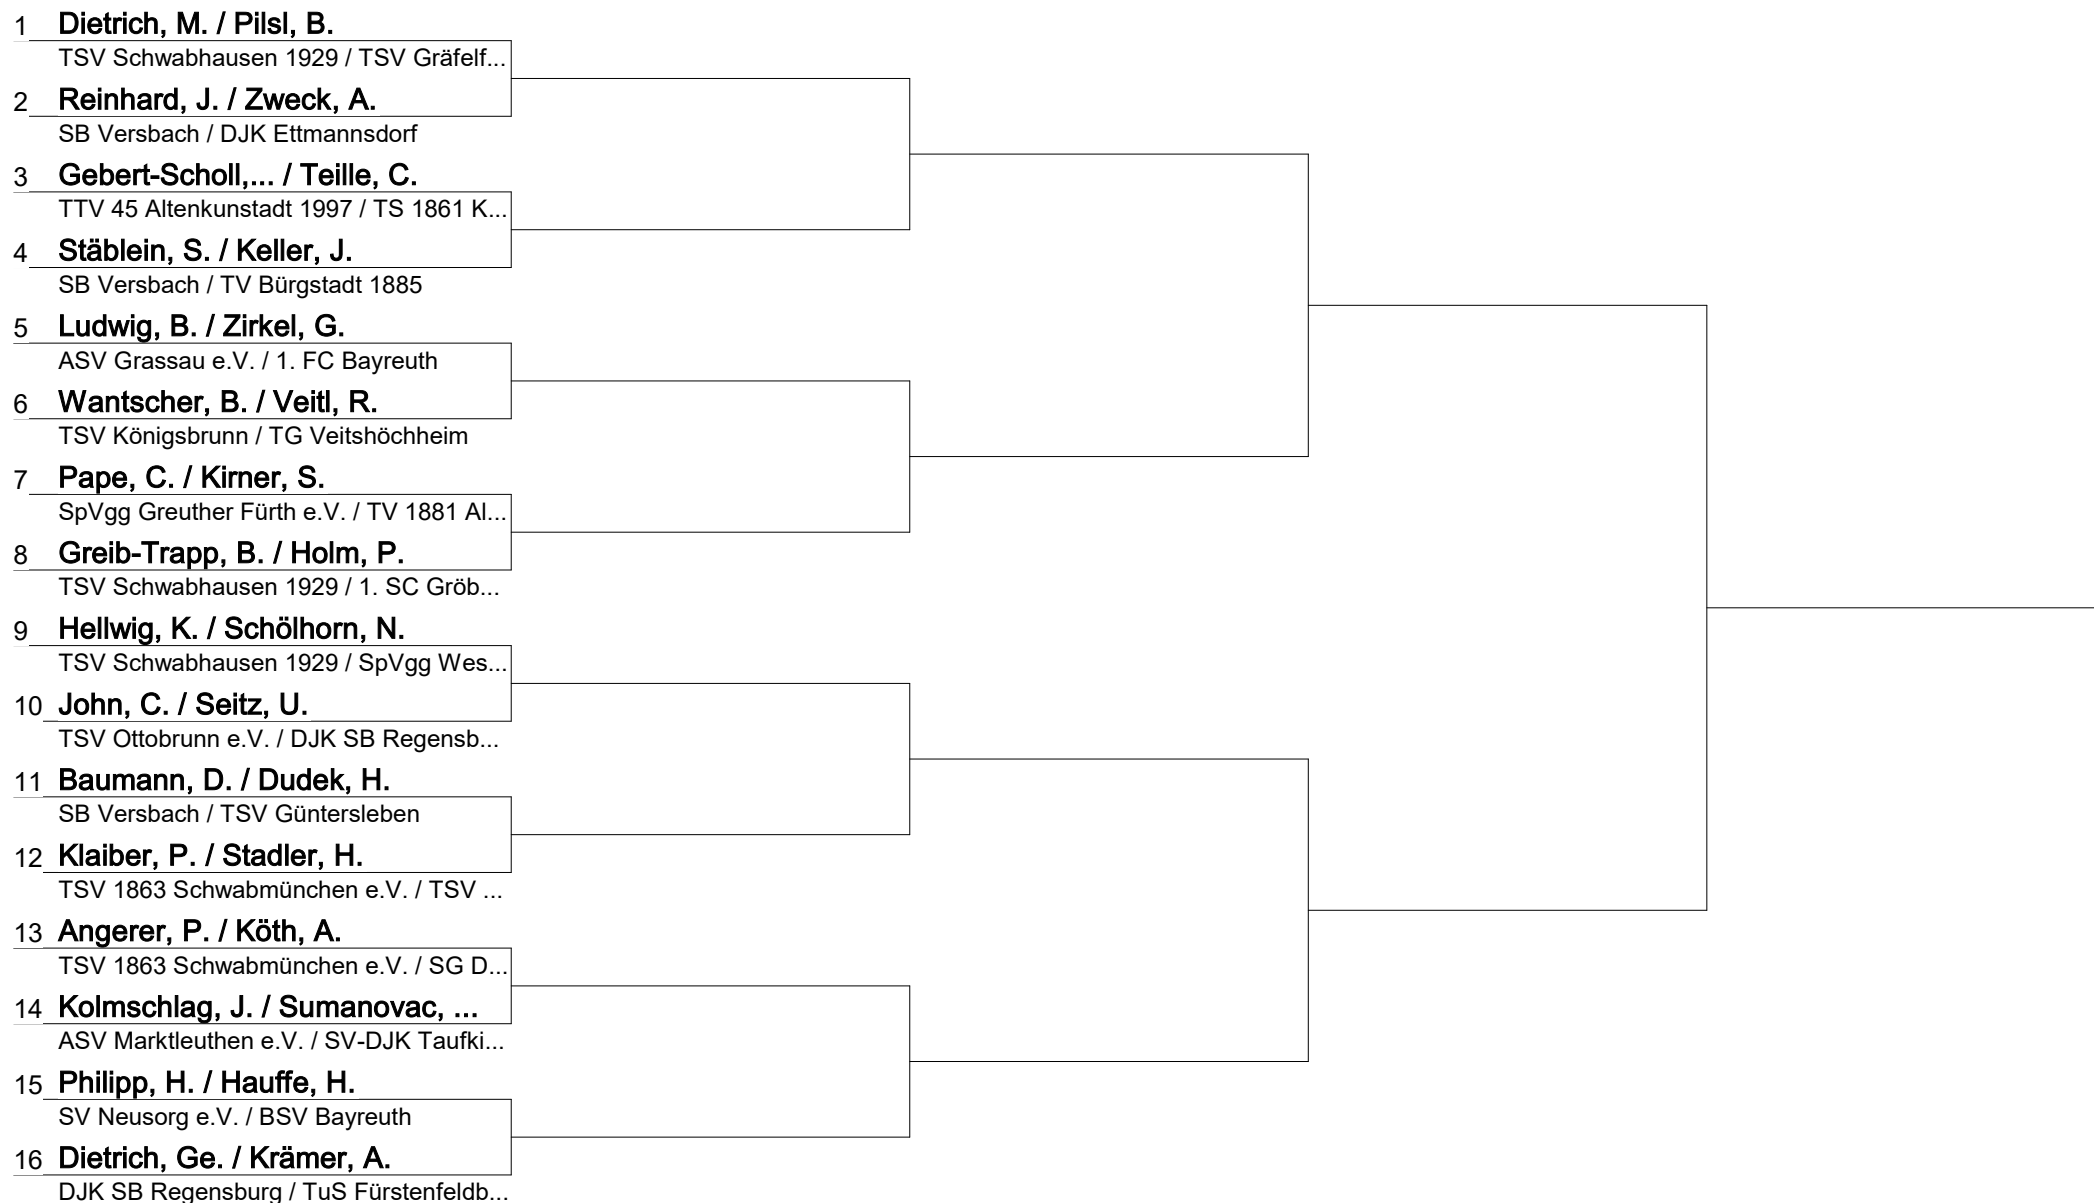 1 Dietrich, M. / Pilsl, B.
TSV Schwabhausen 1929 / TSV Gräfelf...
2 Reinhard, J. / Zweck, A.
SB Versbach / DJK Ettmannsdorf
3 Gebert-Scholl,... / Teille, C.
TTV 45 Altenkunstadt 1997 / TS 1861 K...
4 Stäblein, S. / Keller, J.
SB Versbach / TV Bürgstadt 1885
5 Ludwig, B. / Zirkel, G.
ASV Grassau e.V. / 1. FC Bayreuth
6 Wantscher, B. / Veitl, R.
TSV Königsbrunn / TG Veitshöchheim
7 Pape, C. / Kirner, S.
SpVgg Greuther Fürth e.V. / TV 1881 Al...
8 Greib-Trapp, B. / Holm, P.
TSV Schwabhausen 1929 / 1. SC Gröb...
9 Hellwig, K. / Schölhorn, N.
TSV Schwabhausen 1929 / SpVgg Wes...
10 John, C. / Seitz, U.
TSV Ottobrunn e.V. / DJK SB Regensb...
11 Baumann, D. / Dudek, H.
SB Versbach / TSV Güntersleben
12 Klaiber, P. / Stadler, H.
TSV 1863 Schwabmünchen e.V. / TSV ...
13 Angerer, P. / Köth, A.
TSV 1863 Schwabmünchen e.V. / SG D...
14 Kolmschlag, J. / Sumanovac, ...
ASV Marktleuthen e.V. / SV-DJK Taufki...
15 Philipp, H. / Hauffe, H.
SV Neusorg e.V. / BSV Bayreuth
16 Dietrich, Ge. / Krämer, A.
DJK SB Regensburg / TuS Fürstenfeldb...